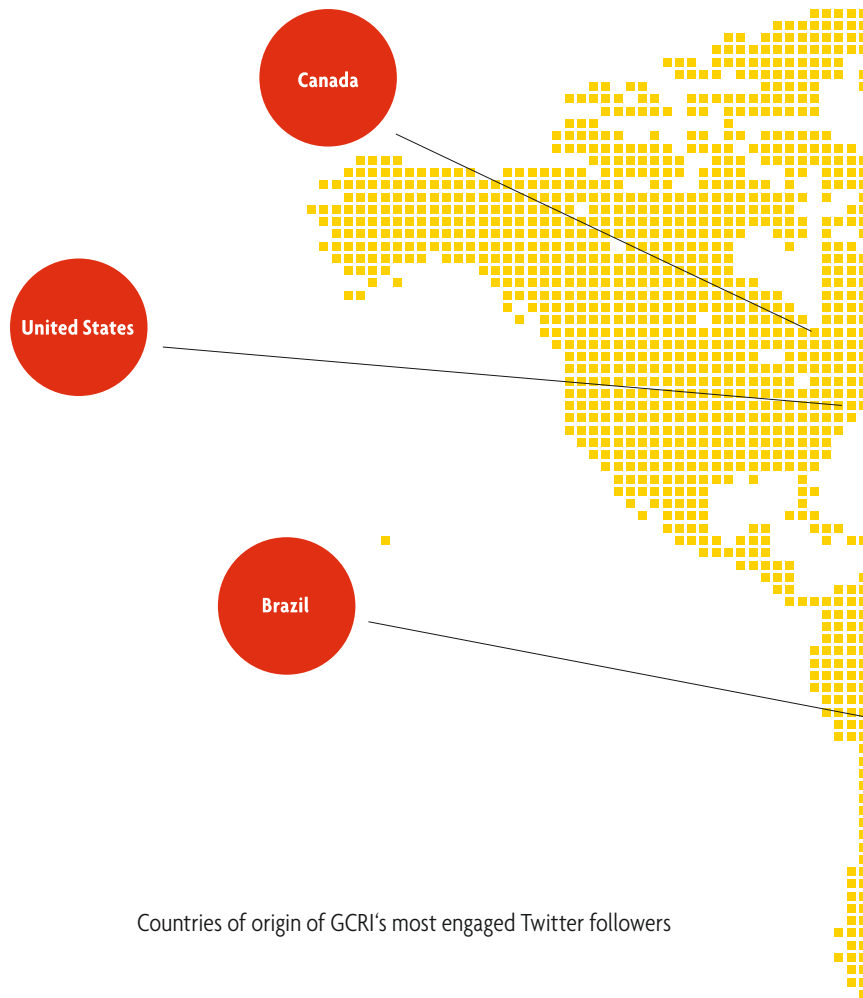 Canada
United States
Brazil
Countries of origin of GCRI‘s most engaged Twitter followers